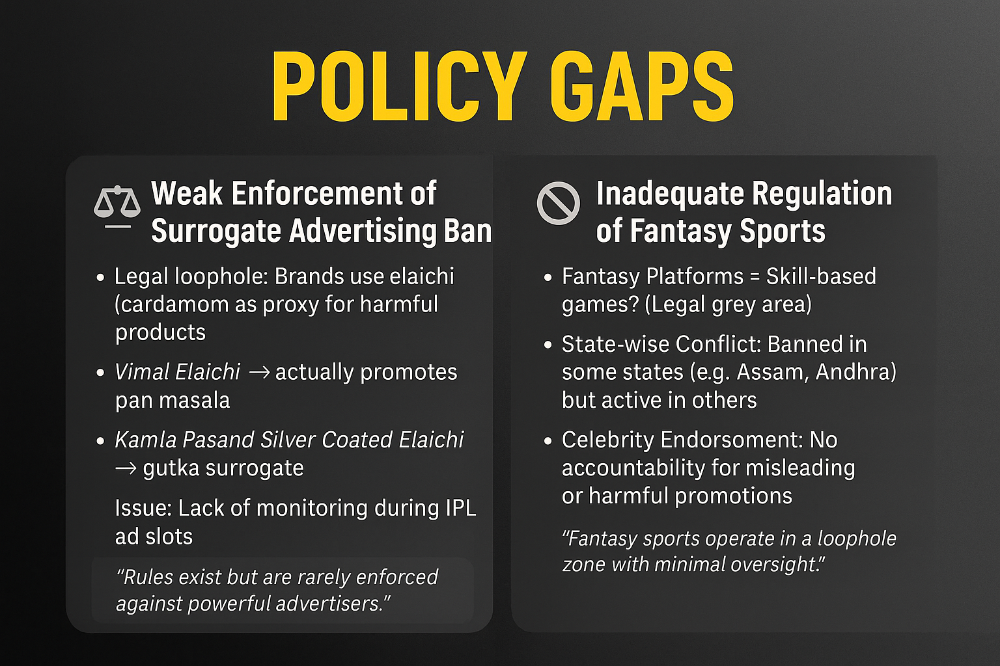 POLICY GAPS
Weak Enforcement of
Surrogate Advertising Ban
• Legal loophole: Brands use elaichi
(cardamom as proxy for harmful
products
• Vimal Elaichi → actually promotes
pan masala
• Kamla Pasand Silver Coated Elaichi
→ gutka surrogate
Issue: Lack of monitoring during IPL
ad slots
“Rules exist but are rarely enforced
against powerful advertisers.”
Inadequate Regulation
of Fantasy Sports
• Fantasy Platforms = Skill-based
games? (Legal grey area)
• State-wise Conflict: Banned in
some states (e.g. Assam, Andhra)
but active in others
• Celebrity Endorsoment: No
accountability for misleading
or harmful promotions
“Fantasy sports operate in a loophole
zone with minimal oversight.”